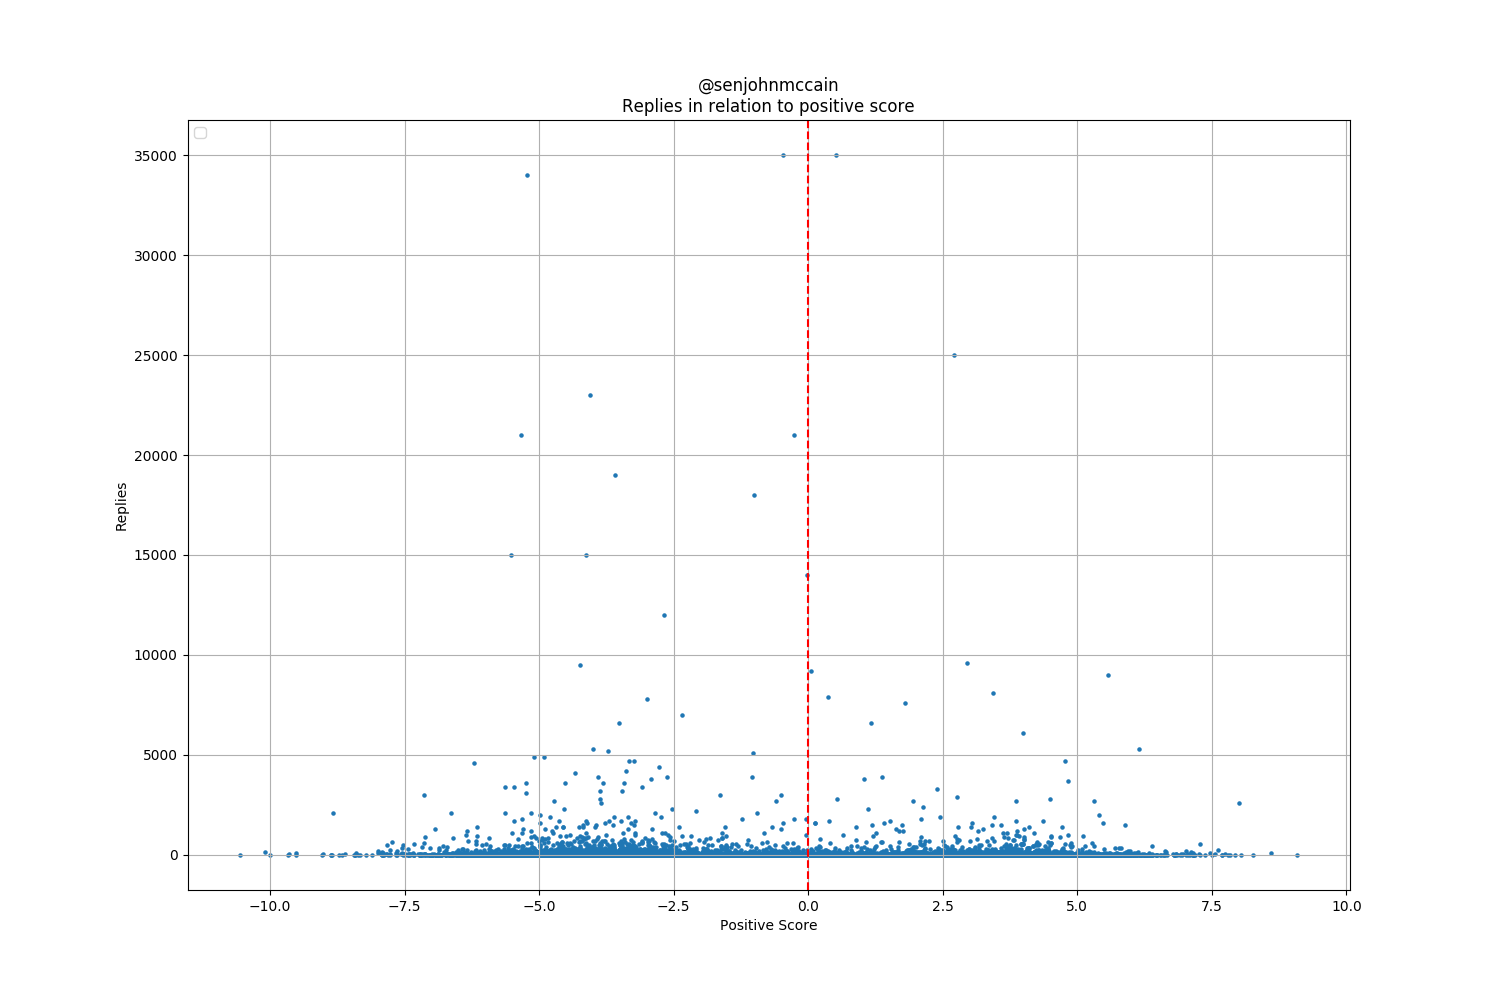 @senjohnmccain
Replies in relation to positive score
35000
30000
25000
20000
15000
10000
5000
0
Replies
−10.0 −7.5 −5.0 −2.5 0.0 2.5 5.0 7.5 10.0
Positive Score